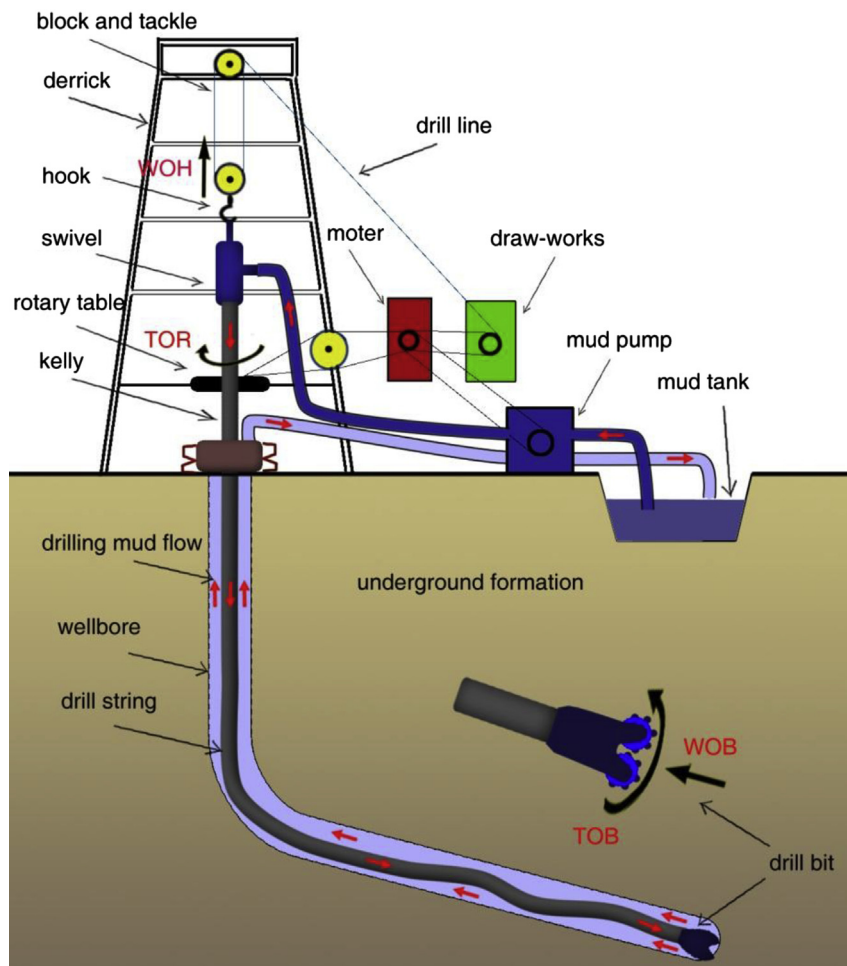 block and tackle
derrick
drill line
WOH
hook
swivel
moter
draw-works
rotary table
TOR
kelly
mud pump
mud tank
drilling mud flow
underground formation
wellbore
drill string
WOB
TOB
drill bit